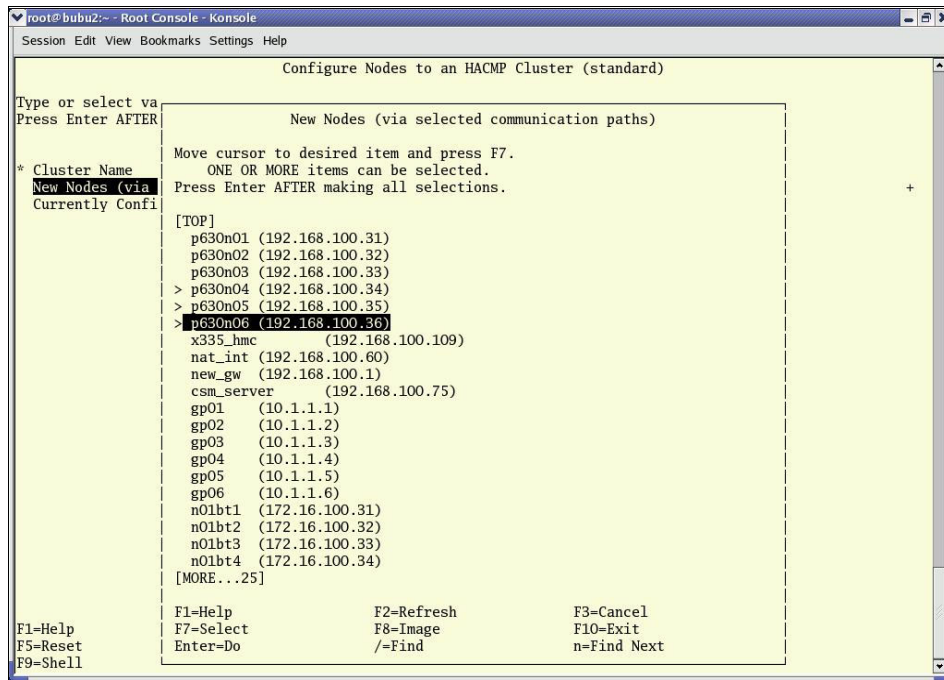 root@bubu2:~ - Root Console - Konsole
Session Edit View Bookmarks Settings Help
Configure Nodes to an HACMP Cluster (standard)
Type or select va
Press Enter AFTER
New Nodes (via selected communication paths)
Move cursor to desired item and press F7.
* Cluster Name
ONE OR MORE items can be selected.
New Nodes (via
Press Enter AFTER making all selections.
+
Currently Confi
[TOP]
p630n01 (192.168.100.31)
p630n02 (192.168.100.32)
p630n03 (192.168.100.33)
> p630n04 (192.168.100.34)
> p630n05 (192.168.100.35)
> p630n06 (192.168.100.36)
x335_hmc (192.168.100.109)
nat_int (192.168.100.60)
new_gw (192.168.100.1)
csm_server (192.168.100.75)
gp01 (10.1.1.1)
gp02 (10.1.1.2)
gp03 (10.1.1.3)
gp04 (10.1.1.4)
gp05 (10.1.1.5)
gp06 (10.1.1.6)
n01bt1 (172.16.100.31)
n01bt2 (172.16.100.32)
n01bt3 (172.16.100.33)
n01bt4 (172.16.100.34)
[MORE...25]
F1=Help F2=Refresh F3=Cancel
F1=Help F7=Select F8=Image F10=Exit
F5=Reset Enter=Do /=Find n=Find Next
F9=Shell